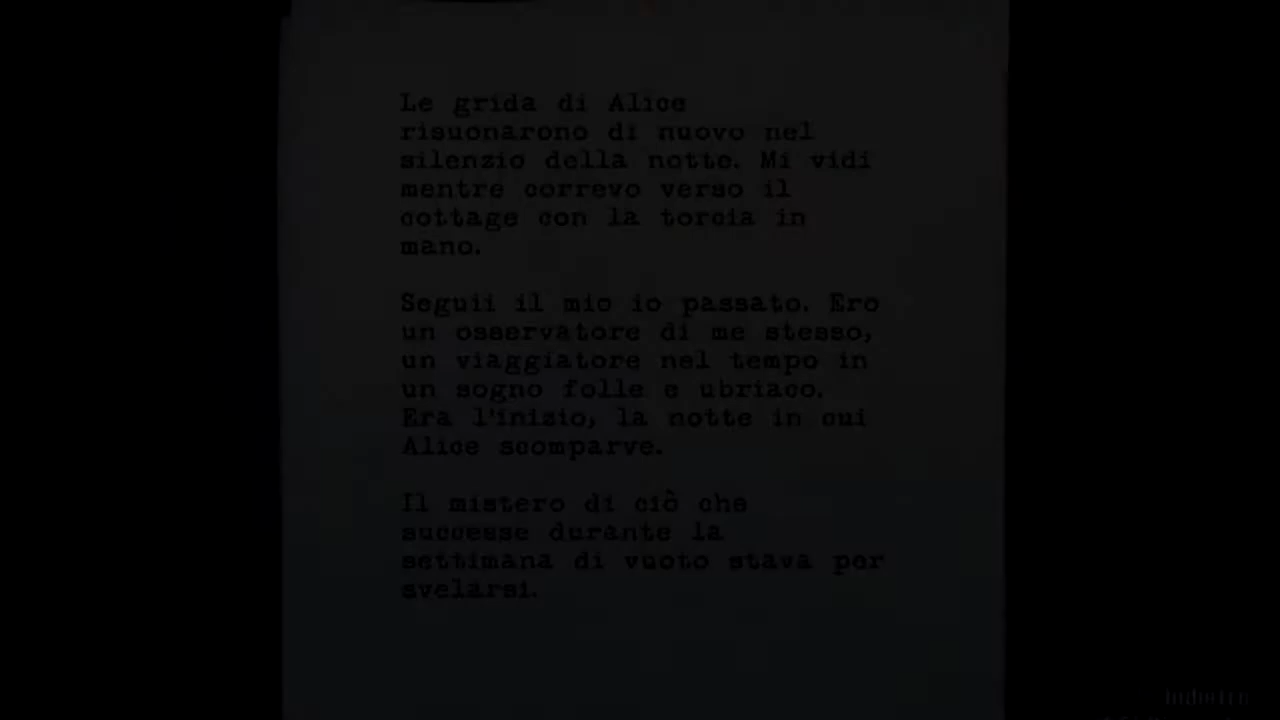 Le grida di Alice
risuonarono di nuovo nel
silenzio della notte. Mi vidi
mentre correvo verso il
cottage con la torcia in
mano.
Seguii il mio io passato. Ero
un osservatore di me stesso,
un viaggiatore nel tempo in
un sogno folle e ubriaco.
Era l'inizio, la notte in cui
Alice scomparve.
Il mistero di ciò che
successe durante la
settimana di vuoto stava per
svelarsi.